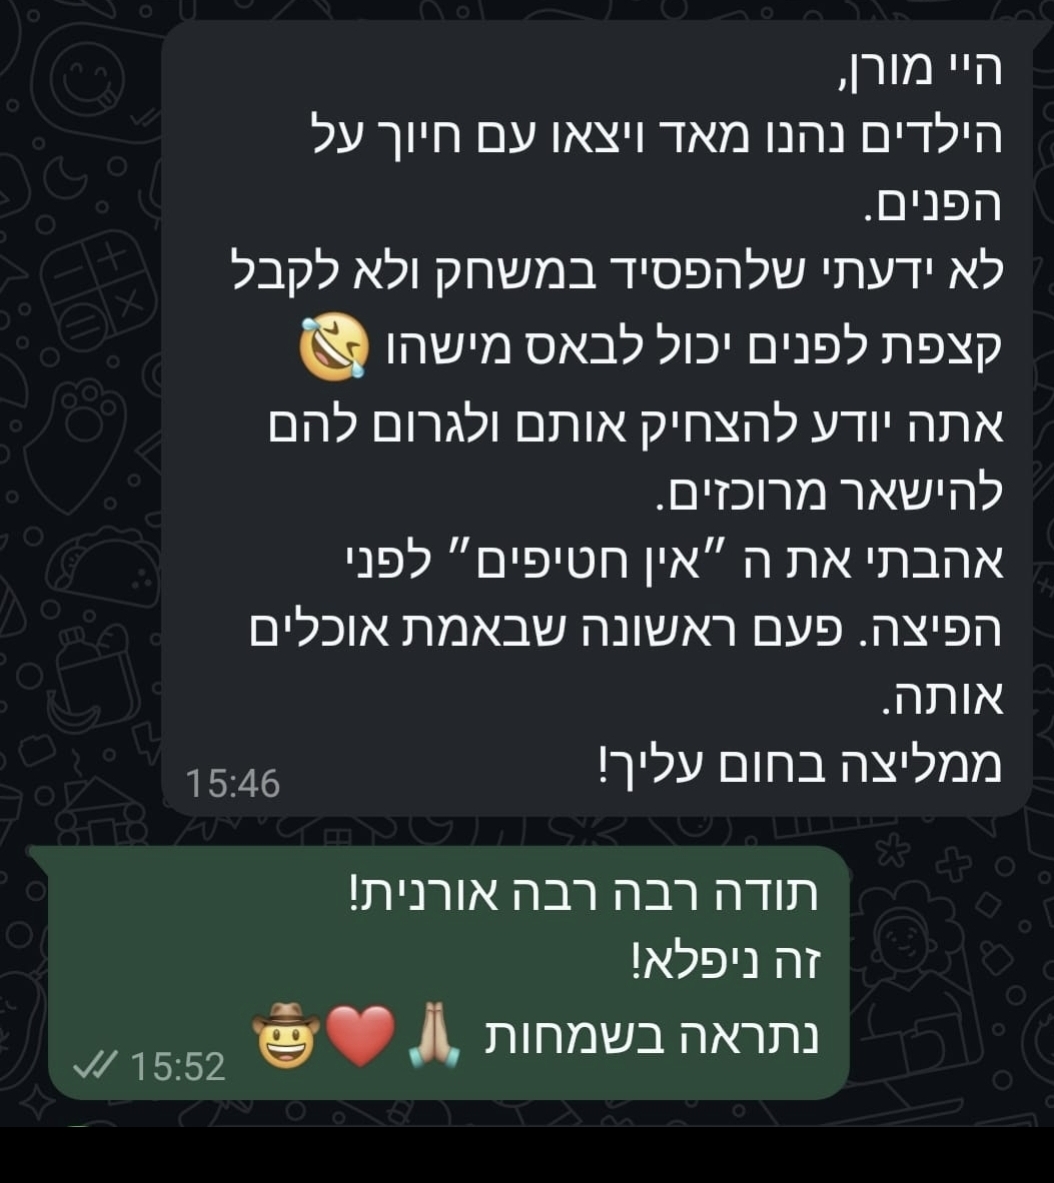 היי מורן,
הילדים נהנו מאד ויצאו עם חיוך על
הפנים.
לא ידעתי שלהפסיד במשחק ולא לקבל
קצפת לפנים יכול לבאס מישהו 🤣
אתה יודע להצחיק אותם ולגרום להם
להישאר מרוכזים.
אהבתי את ה ״אין חטיפים״ לפני
הפיצה. פעם ראשונה שבאמת אוכלים
אותה.
ממליצה בחום עליך!
15:46
תודה רבה רבה אורנית!
זה ניפלא!
נתראה בשמחות 🙏🏼❤️🤠
15:52